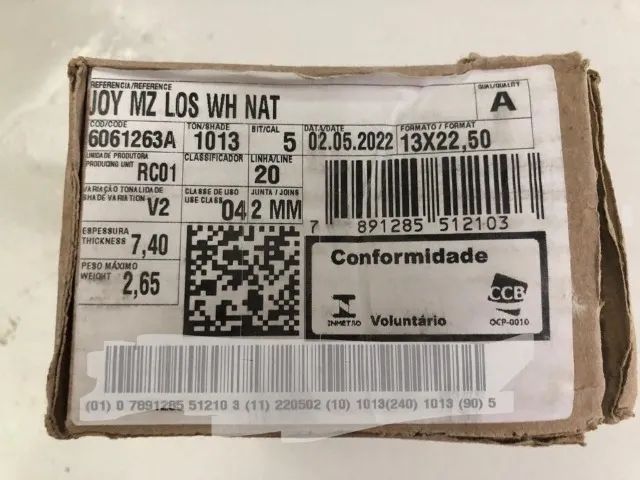 REFERÊNCIA/REFERENCE
JOY MZ LOS WH NAT
QUAL/QUALITY
A
COD/CODE
6061263A
TON/SHADE
1013
BIT/CAL
5
DATA/DATE
02.05.2022
FORMATO / FORMAT
13X22,50
UNIDADE PRODUTORA
PRODUCING UNIT
RC01
CLASSIFICADOR
LINHA/LINE
20
VARIAÇÃO TONALIDADE
SHADE VARIATION
V2
CLASSE DE USO
USE CLASS
04
JUNTA / JOINS
2 MM
7 891285 512103
ESPESSURA
THICKNESS
7,40
PESO MÁXIMO
WEIGHT
2,65
Conformidade
INMETRO
Voluntário
CCB
OCP-0010
(01) 0 7891285 51210 3 (11) 220502 (10) 1013(240) 1013 (90) 5